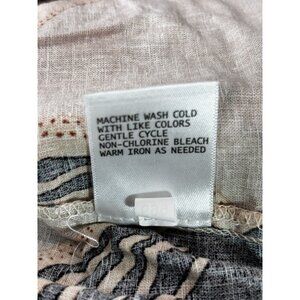 MACHINE WASH COLD
WITH LIKE COLORS
GENTLE CYCLE
NON-CHLORINE BLEACH
WARM IRON AS NEEDED